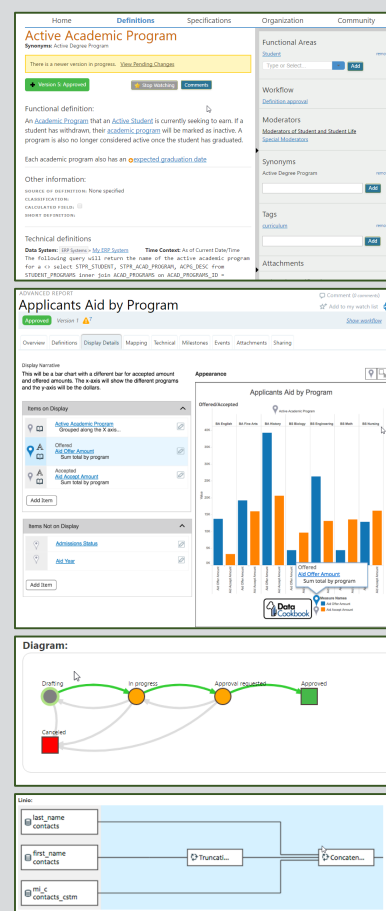 Home Definitions Specifications Organization Community
Active Academic Program
Synonyms: Active Degree Program
There is a newer version in progress. View Pending Changes
Version 5: Approved
Stop Watching
Comments
Functional definition:
An Academic Program that an Active Student is currently seeking to earn. If a
student has withdrawn, their academic program will be marked as inactive. A
program is also no longer considered active once the student has graduated.
Each academic program also has an expected graduation date
Other information:
SOURCE OF DEFINITION: None specified
CLASSIFICATION:
CALCULATED FIELD:
SHORT DEFINITION:
Technical definitions
Data System: ERP Systems » My ERP System Time Context: As of Current Date/Time
The following query will return the name of the active academic program
for a <> select STPR_STUDENT, STPR_ACAD_PROGRAM, ACPG_DESC from
STUDENT_PROGRAMS inner join ACAD_PROGRAMS on ACAD_PROGRAMS_ID =
Functional Areas
Student
Type or Select...
Add
Workflow
Definition approval
Moderators
Moderators of Student and Student Life
Special Moderators
Synonyms
Active Degree Program
Add
Tags
curriculum
Add
Attachments
ADVANCED REPORT
Applicants Aid by Program
Comment (0 comments)
Add to my watch list
Approved Version 1
Show workflow
Overview Definitions Display Details Mapping Technical Milestones Events Attachments Sharing
Display Narrative
This will be a bar chart with a different bar for accepted amount
and offered amounts. The x-axis will show the different programs
and the y-axis will be the dollars.
Items on Display
Active Academic Program
Grouped along the X axis...
Offered
Aid Offer Amount
Sum total by program
Accepted
Aid Accept Amount
Sum total by program
Add Item
Items Not on Display
Admissions Status
Aid Year
Add Item
Appearance
Applicants Aid by Program
Offered/Accepted
Active Academic Program
BA English BA Fine Arts BA History BS Biology BS Engineering BS Math BS Nursing
Offered
Aid Offer Amount
Sum total by program
Measure Names
Aid Offer Amount
Aid Accept Amount
Data
Cookbook
Diagram:
Drafting In progress Approval requested Approved
Canceled
last_name
contacts
first_name
contacts
Truncati...
Concaten...
mi_c
contacts_cstm